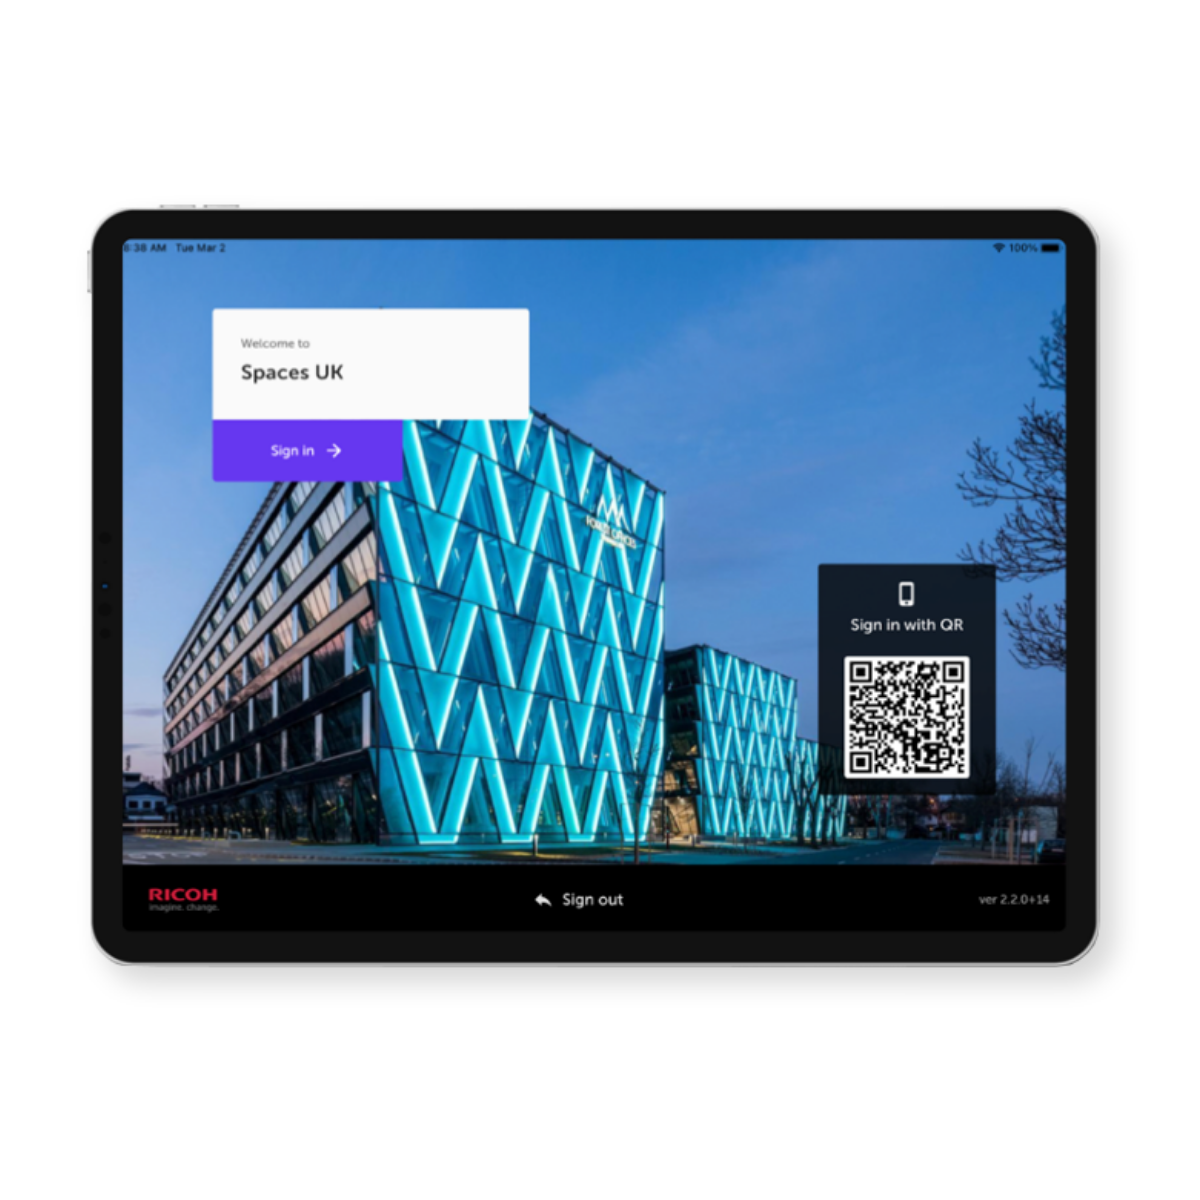 6:38 AM Tue Mar 2
100%
Welcome to
Spaces UK
Sign in
Sign in with QR
RICOH
imagine. change.
Sign out
ver 2.2.0+14